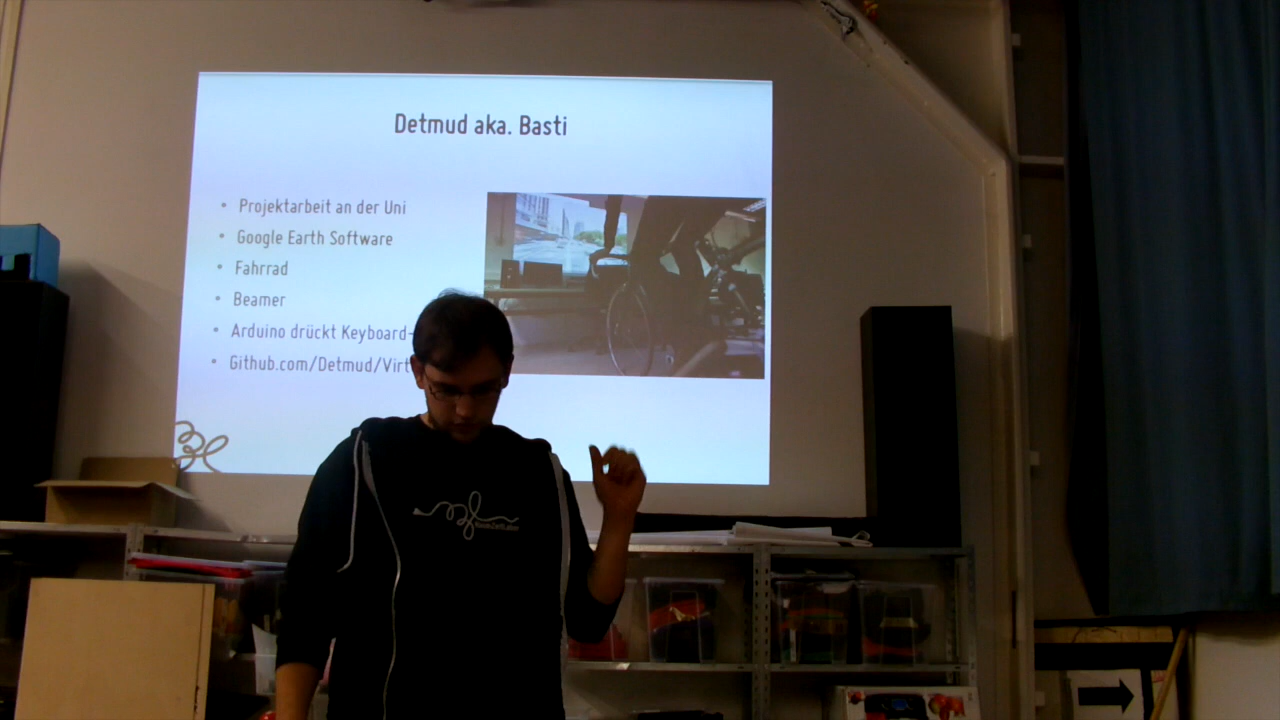 Detmud aka. Basti
• Projektarbeit an der Uni
• Google Earth Software
• Fahrrad
• Beamer
• Arduino drückt Keyboard-
• Github.com/Detmud/Virt
RaumZeitLabor